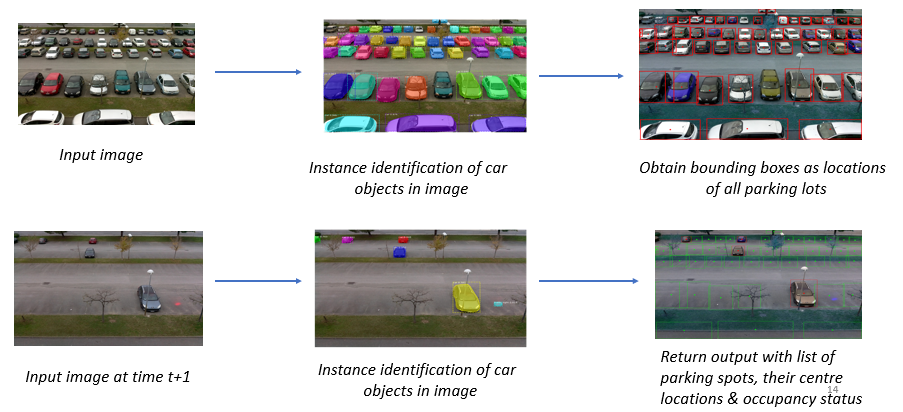 Input image
Instance identification of car
objects in image
Obtain bounding boxes as locations
of all parking lots
Input image at time t+1
Instance identification of car
objects in image
Return output with list of
parking spots, their centre
locations & occupancy status
14